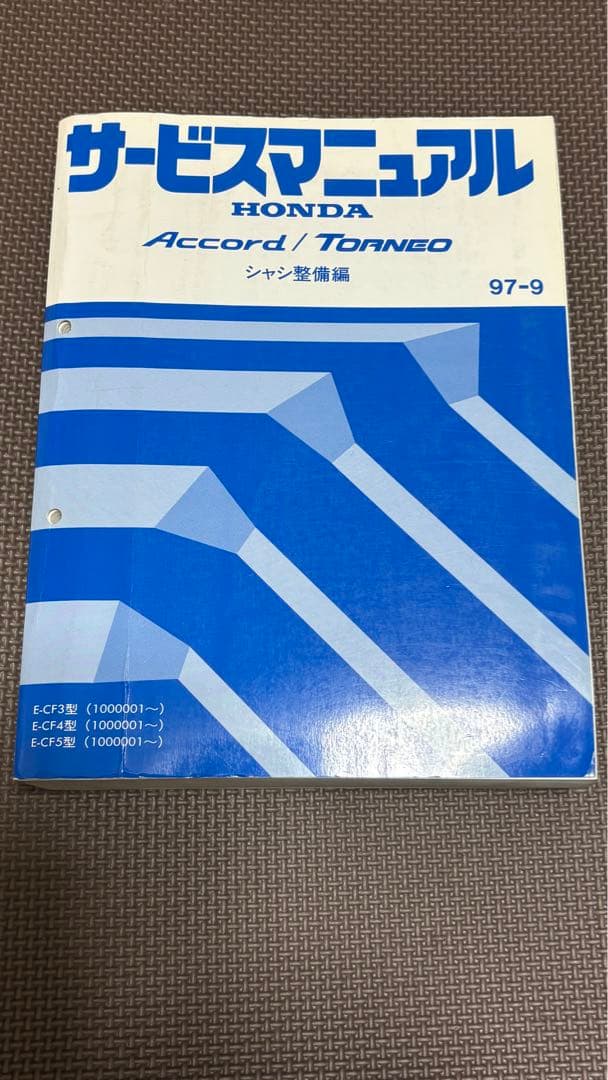 サービスマニュアル
HONDA
Accord / TORNEO
シャシ整備編
97-9
E-CF3型 (1000001〜)
E-CF4型 (1000001〜)
E-CF5型 (1000001〜)